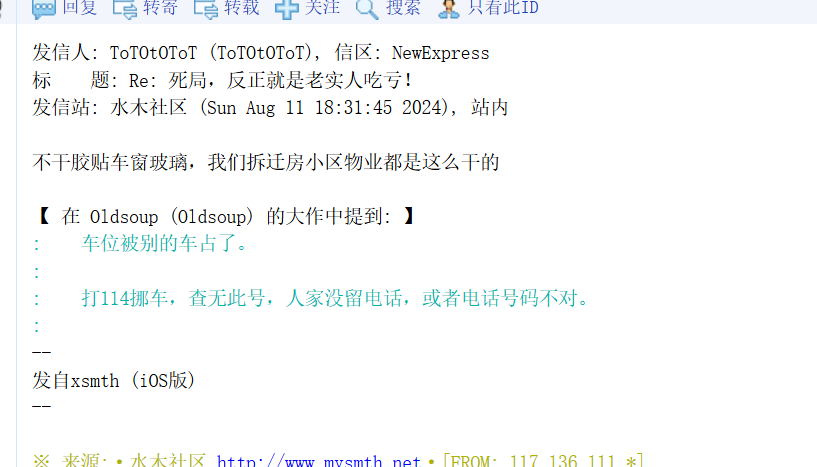 回复 转寄 转载 关注 搜索 只看此ID
发信人: ToTOtOToT (ToTOtOToT), 信区: NewExpress
标    题: Re: 死局，反正就是老实人吃亏！
发信站: 水木社区 (Sun Aug 11 18:31:45 2024), 站内
不干胶贴车窗玻璃，我们拆迁房小区物业都是这么干的
【 在 Oldsoup (Oldsoup) 的大作中提到: 】
:    车位被别的车占了。
:
:    打114挪车，查无此号，人家没留电话，或者电话号码不对。
:
--
发自xsmth (iOS版)
--
※ 来源:·水木社区 http://www.mysmth.net·[FROM: 117.136.111.*]